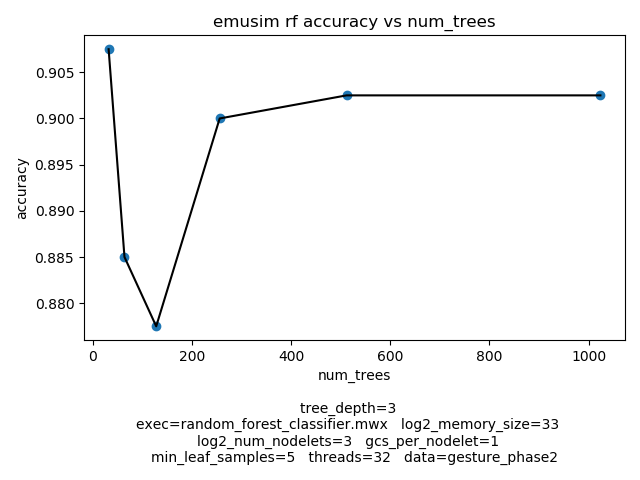 emusim rf accuracy vs num_trees
0.905
0.900
0.895
0.890
0.885
0.880
accuracy
0 200 400 600 800 1000
num_trees
tree_depth=3
exec=random_forest_classifier.mwx log2_memory_size=33
log2_num_nodelets=3 gcs_per_nodelet=1
min_leaf_samples=5 threads=32 data=gesture_phase2